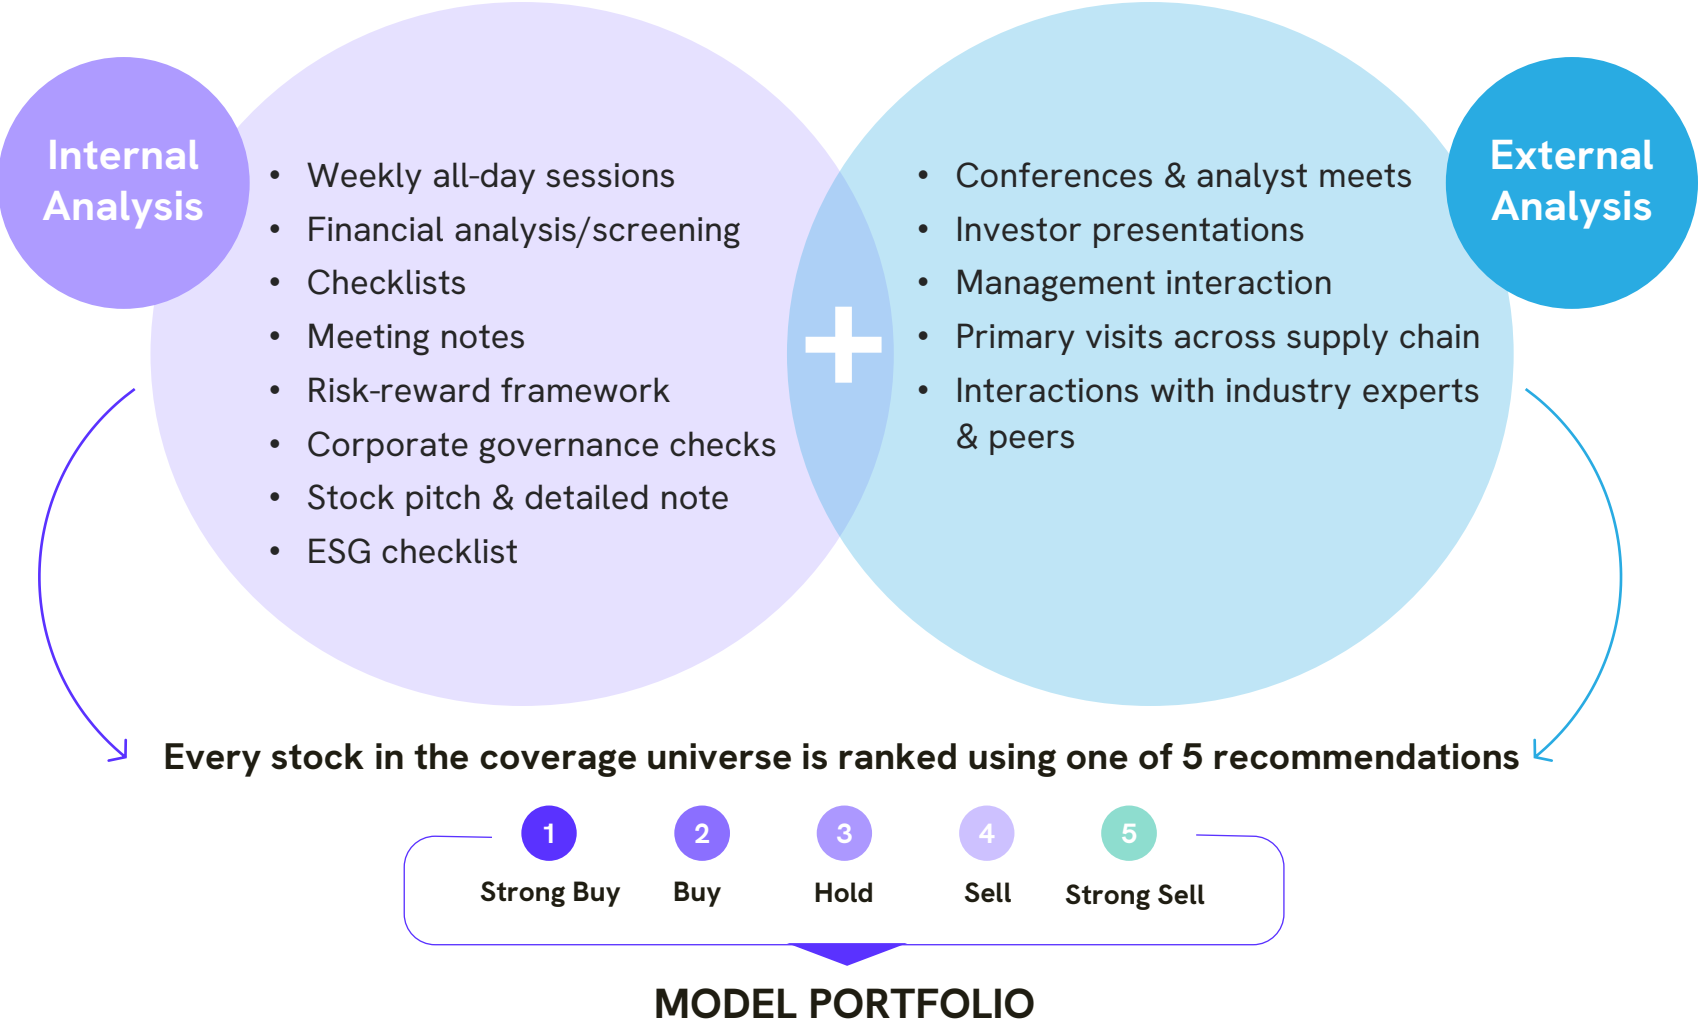 Internal
Analysis
• Weekly all-day sessions
• Financial analysis/screening
• Checklists
• Meeting notes
• Risk-reward framework
• Corporate governance checks
• Stock pitch & detailed note
• ESG checklist
+
External
Analysis
• Conferences & analyst meets
• Investor presentations
• Management interaction
• Primary visits across supply chain
• Interactions with industry experts
& peers
Every stock in the coverage universe is ranked using one of 5 recommendations
1 2 3 4 5
Strong Buy Buy Hold Sell Strong Sell
MODEL PORTFOLIO